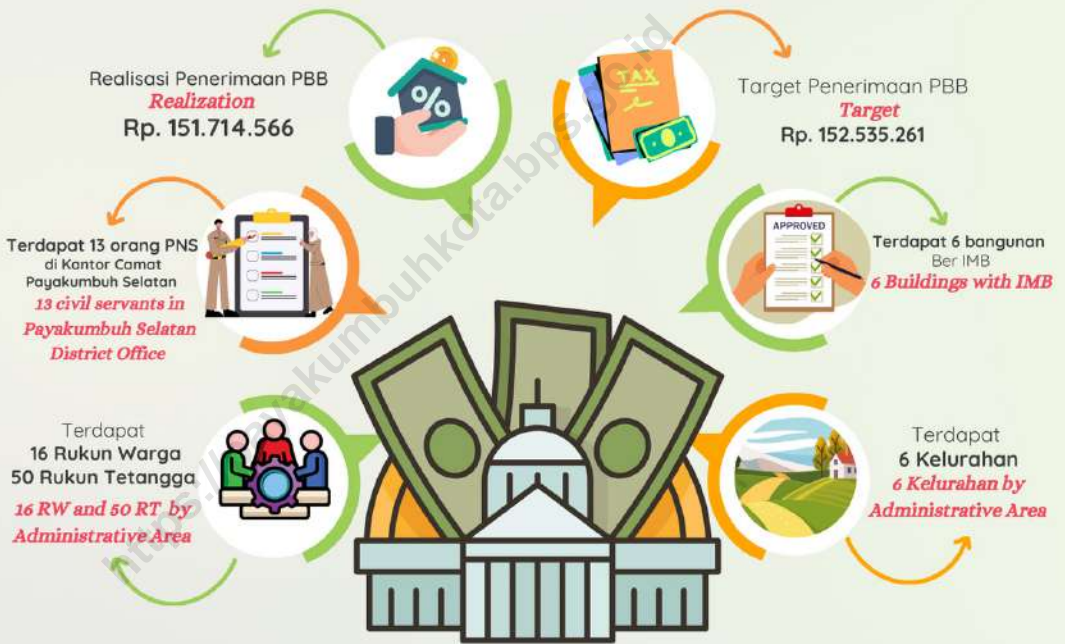 Realisasi Penerimaan PBB
Realization
Rp. 151.714.566
TAX
Target Penerimaan PBB
Target
Rp. 152.535.261
Terdapat 13 orang PNS
di Kantor Camat
Payakumbuh Selatan
13 civil servants in
Payakumbuh Selatan
District Office
APPROVED
Terdapat 6 bangunan
Ber IMB
6 Buildings with IMB
Terdapat
16 Rukun Warga
50 Rukun Tetangga
16 RW and 50 RT by
Administrative Area
Terdapat
6 Kelurahan
6 Kelurahan by
Administrative Area
https://payakumbuhkota.bps.go.id